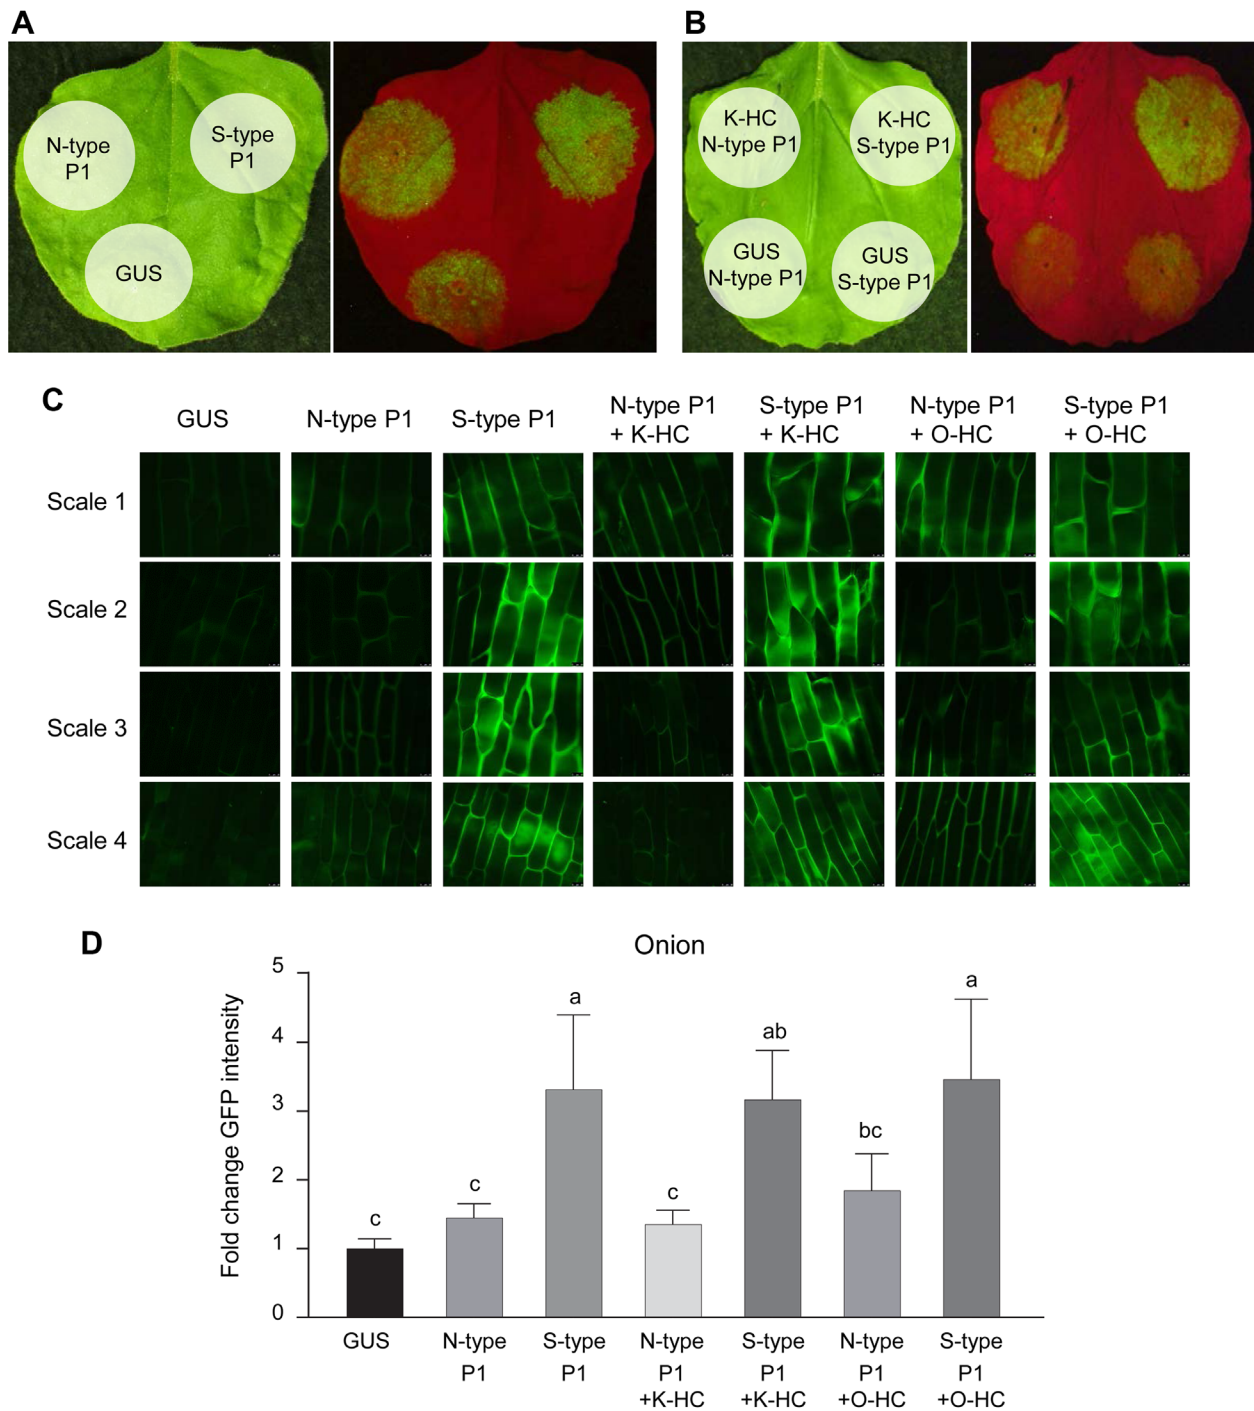 A
N-type
P1
S-type
P1
GUS
B
K-HC
N-type P1
K-HC
S-type P1
GUS
N-type P1
GUS
S-type P1
C
GUS
N-type P1
S-type P1
N-type P1
+ K-HC
S-type P1
+ K-HC
N-type P1
+ O-HC
S-type P1
+ O-HC
Scale 1
Scale 2
Scale 3
Scale 4
D
Onion
Fold change GFP intensity
5
4
3
2
1
0
c
c
a
c
ab
bc
a
GUS
N-type
P1
S-type
P1
N-type
P1
+K-HC
S-type
P1
+K-HC
N-type
P1
+O-HC
S-type
P1
+O-HC